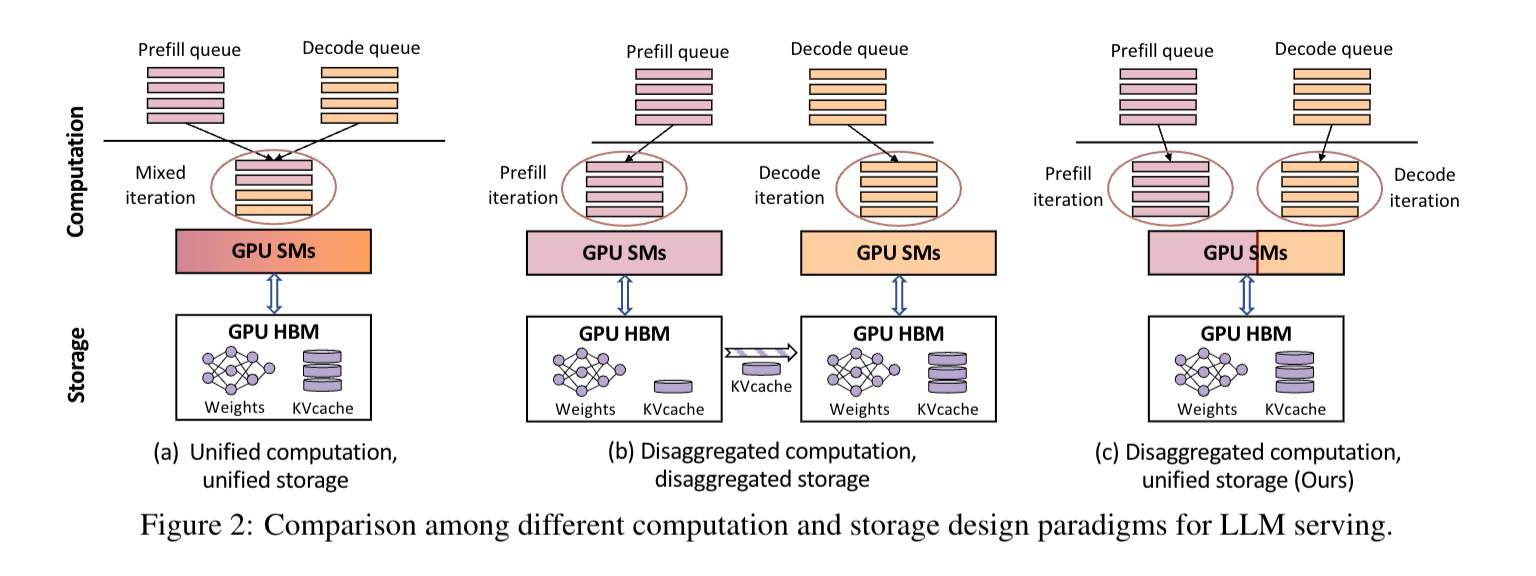 Computation
Storage
Prefill queue
Decode queue
Mixed
iteration
GPU SMs
GPU HBM
Weights
KVcache
(a) Unified computation,
unified storage
Prefill queue
Decode queue
Prefill
iteration
Decode
iteration
GPU SMs
GPU SMs
GPU HBM
Weights
KVcache
KVcache
GPU HBM
Weights
KVcache
(b) Disaggregated computation,
disaggregated storage
Prefill queue
Decode queue
Prefill
iteration
Decode
iteration
GPU SMs
GPU HBM
Weights
KVcache
(c) Disaggregated computation,
unified storage (Ours)
Figure 2: Comparison among different computation and storage design paradigms for LLM serving.